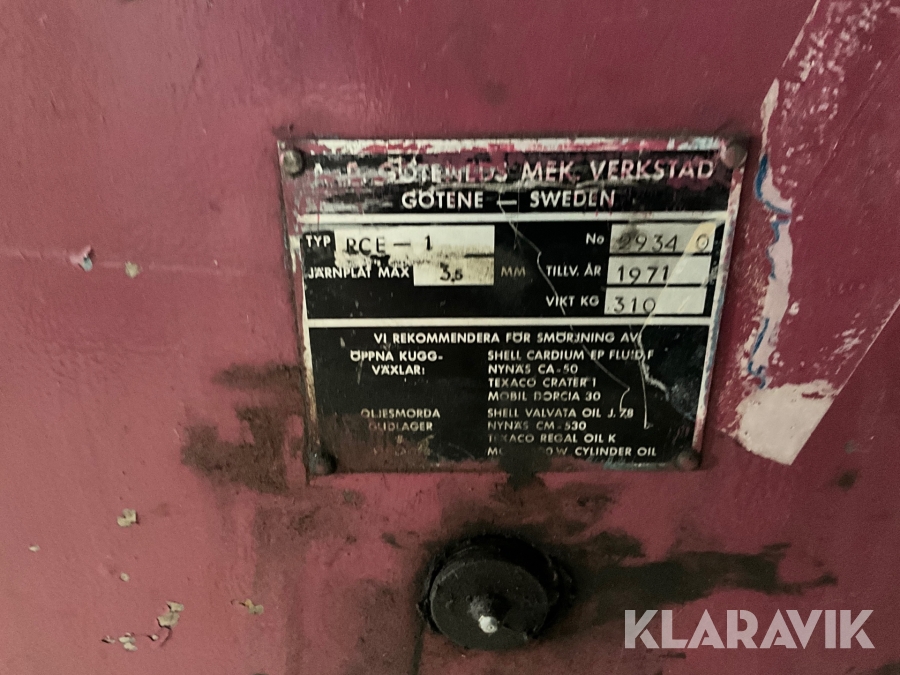 MEK. VERKSTAD
GÖTENE — SWEDEN
TYP RCE-1 No 2934 0
JÄRNPLÅT MAX 3,5 MM TILLV. ÅR 1971
VIKT KG 310
VI REKOMMENDERA FÖR SMÖRJNING AV
ÖPPNA KUGG- SHELL CARDIUM EP FLUID F
VÄXLAR: NYNÄS CA-50
TEXACO CRATER 1
MOBIL DORCIA 30
OLJESMORDA SHELL VALVATA OIL J. 78
GLIDLAGER NYNÄS CM-530
TEXACO REGAL OIL K
CYLINDER OIL
KLARAVIK